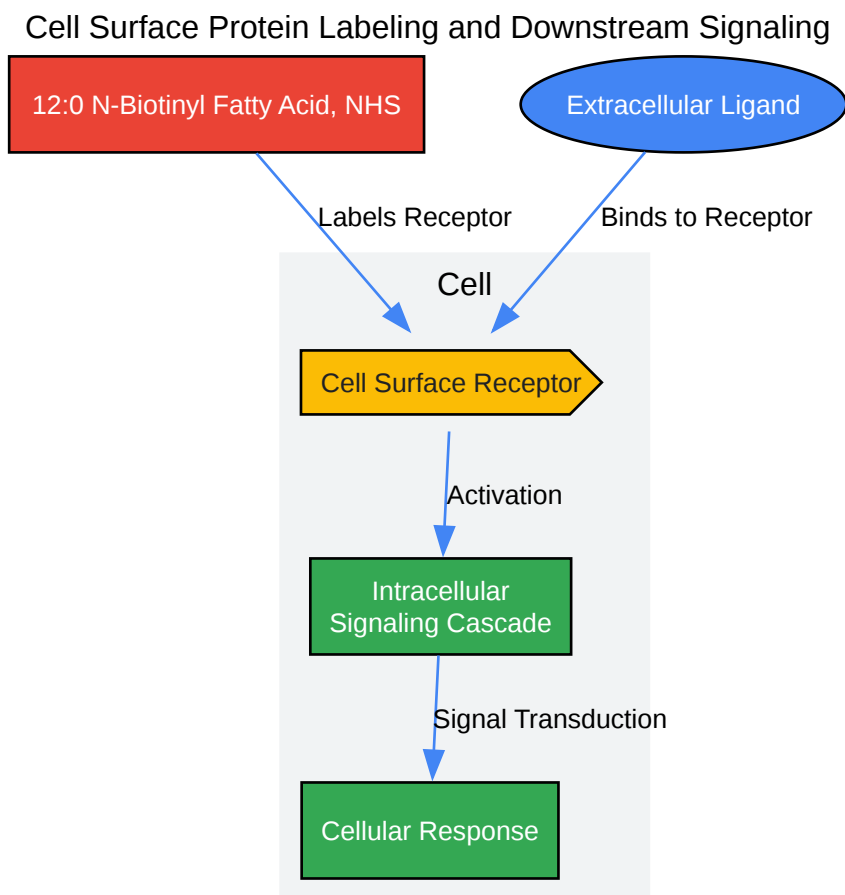 Cell Surface Protein Labeling and Downstream Signaling
12:0 N-Biotinyl Fatty Acid, NHS
Extracellular Ligand
Labels Receptor
Binds to Receptor
Cell
Cell Surface Receptor
Activation
Intracellular
Signaling Cascade
Signal Transduction
Cellular Response